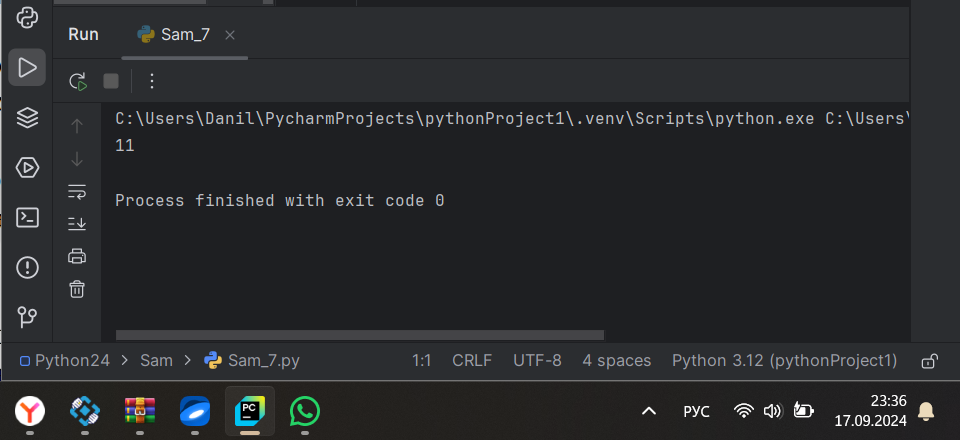 Run Sam_7
C:\Users\Danil\PycharmProjects\pythonProject1\.venv\Scripts\python.exe C:\Users\
11
Process finished with exit code 0
Python24 > Sam > Sam_7.py 1:1 CRLF UTF-8 4 spaces Python 3.12 (pythonProject1)
PC
РУС
23:36
17.09.2024